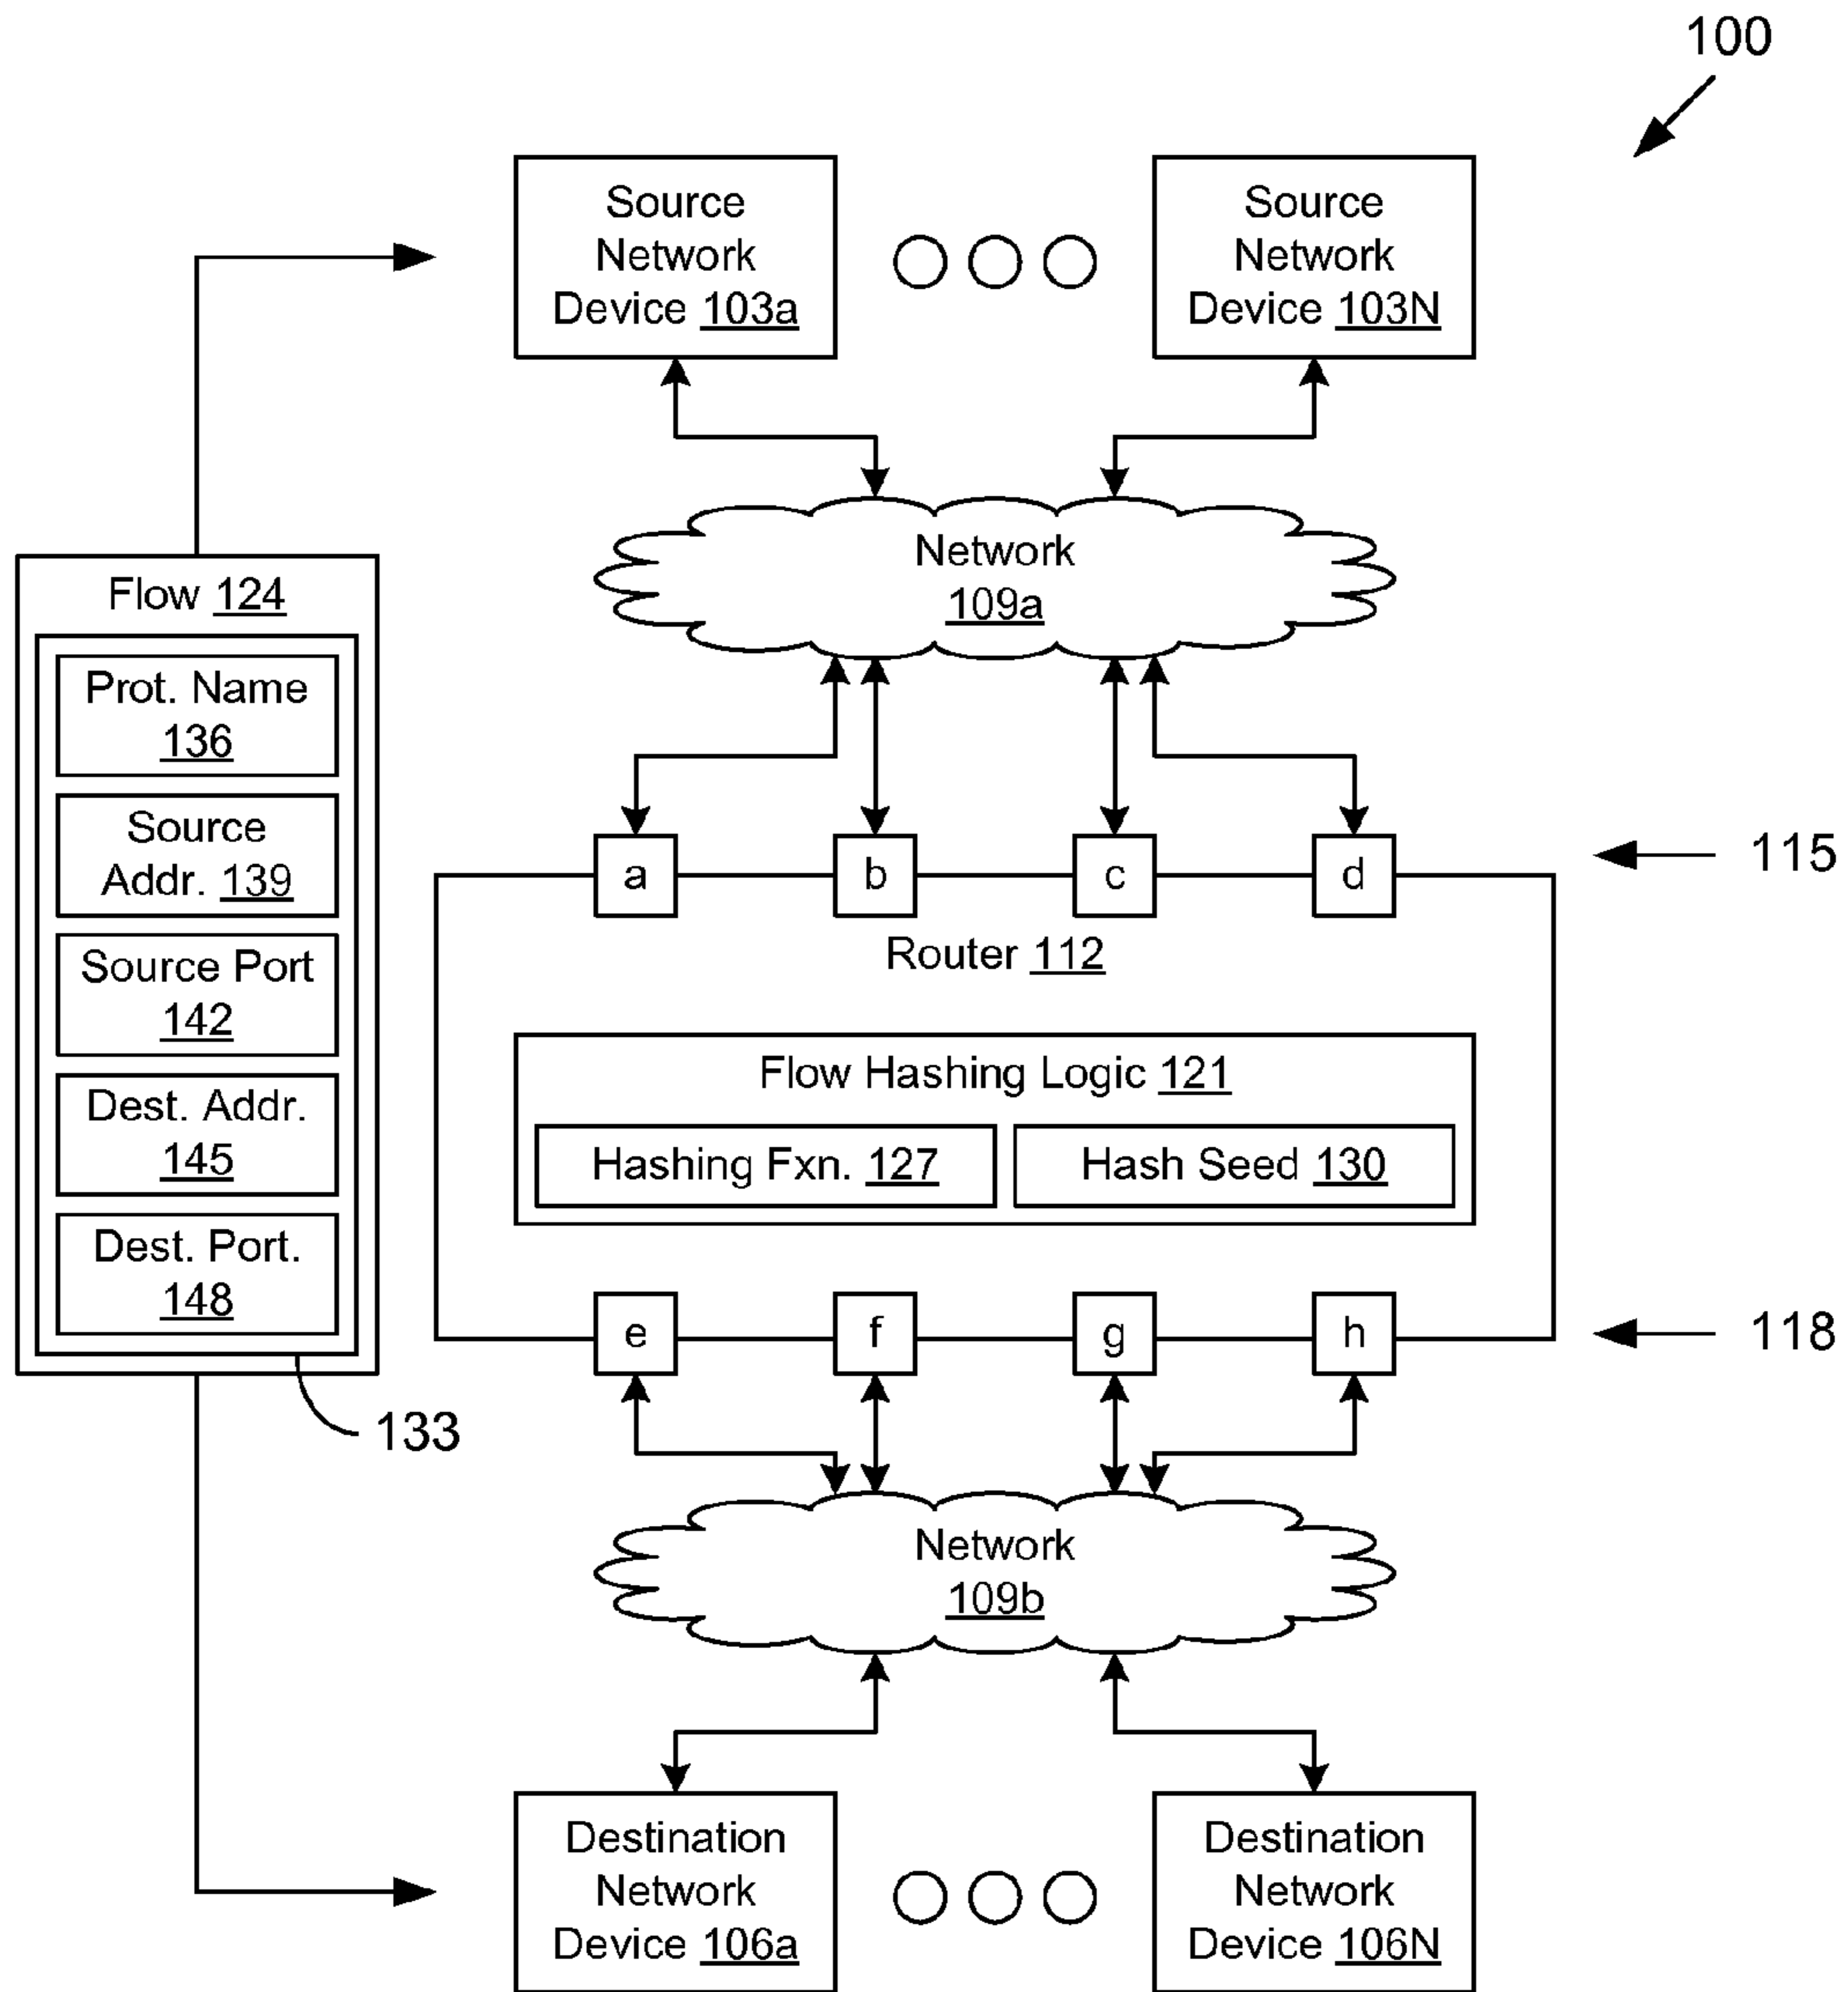 100
Source
Network
Device 103a
Source
Network
Device 103N
Network
109a
Flow 124
Prot. Name
136
Source
Addr. 139
Source Port
142
Dest. Addr.
145
Dest. Port.
148
133
a
b
c
d
115
Router 112
Flow Hashing Logic 121
Hashing Fxn. 127
Hash Seed 130
e
f
g
h
118
Network
109b
Destination
Network
Device 106a
Destination
Network
Device 106N